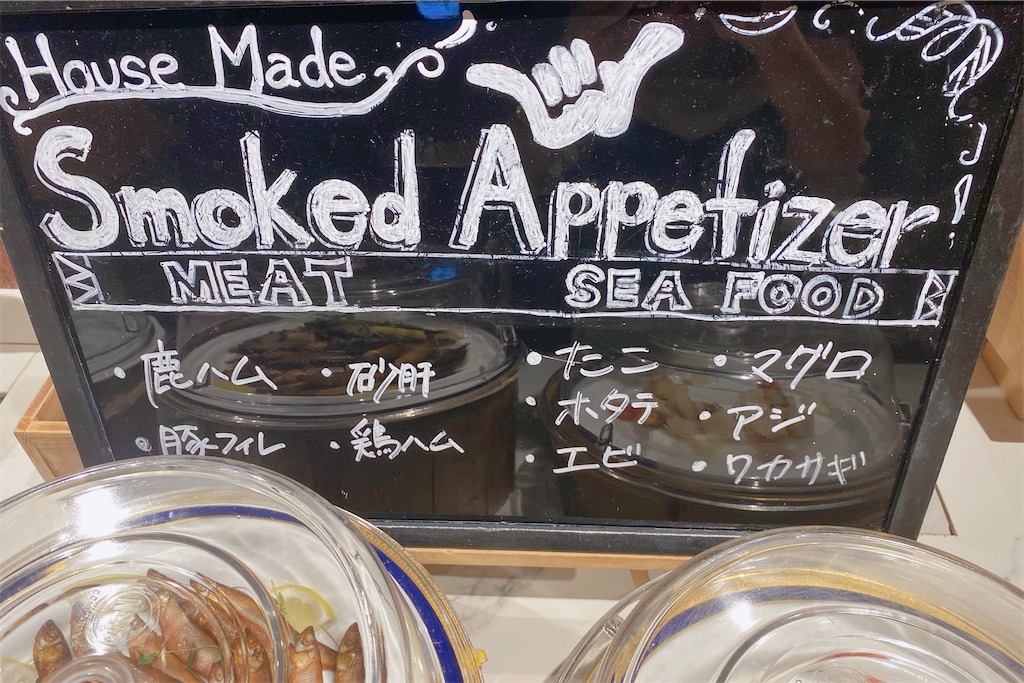 House Made
Smoked Appetizer
MEAT SEA FOOD
・鹿ハム ・砂肝 ・たこ ・マグロ
・豚フィレ ・鶏ハム ・ホタテ ・アジ
・エビ ・ワカサギ